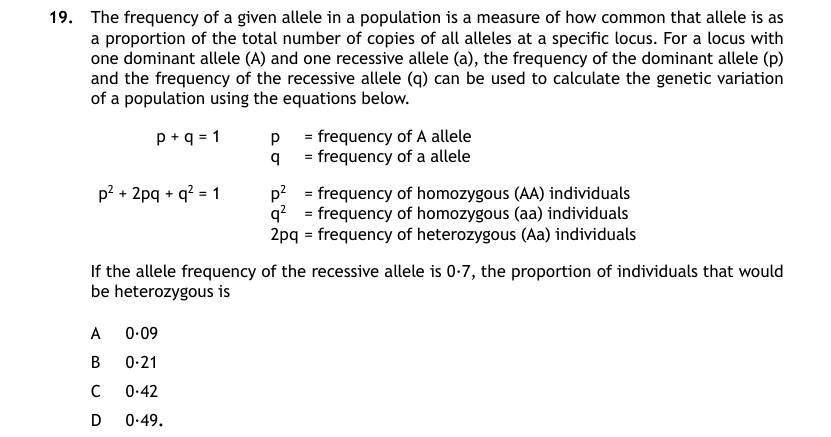 19. The frequency of a given allele in a population is a measure of how common that allele is as
a proportion of the total number of copies of all alleles at a specific locus. For a locus with
one dominant allele (A) and one recessive allele (a), the frequency of the dominant allele (p)
and the frequency of the recessive allele (q) can be used to calculate the genetic variation
of a population using the equations below.
p + q = 1 p = frequency of A allele
q = frequency of a allele
p² + 2pq + q² = 1 p² = frequency of homozygous (AA) individuals
q² = frequency of homozygous (aa) individuals
2pq = frequency of heterozygous (Aa) individuals
If the allele frequency of the recessive allele is 0·7, the proportion of individuals that would
be heterozygous is
A 0·09
B 0·21
C 0·42
D 0·49.